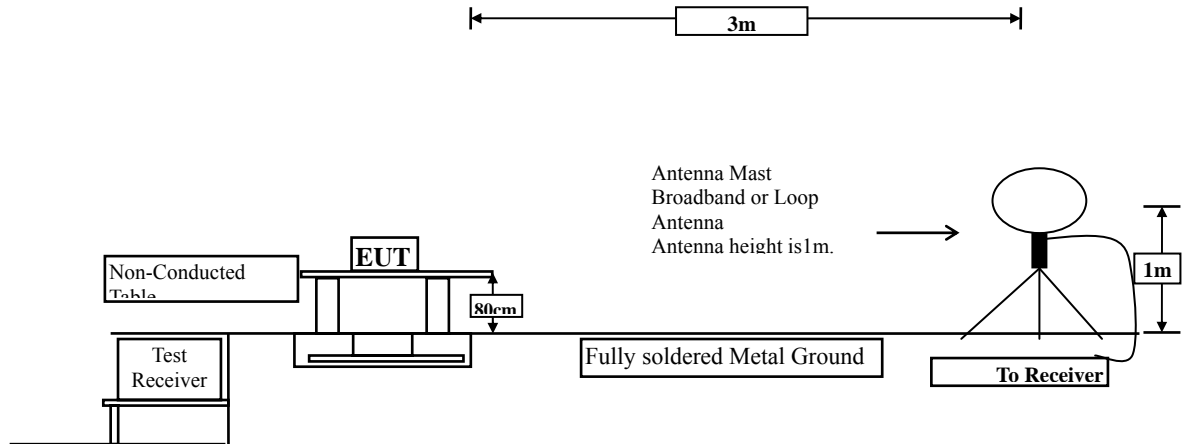 3m
Antenna Mast
Broadband or Loop
Antenna
Antenna height is1m.
EUT
Non-Conducted
Table
80cm
1m
Test
Receiver
Fully soldered Metal Ground
To Receiver